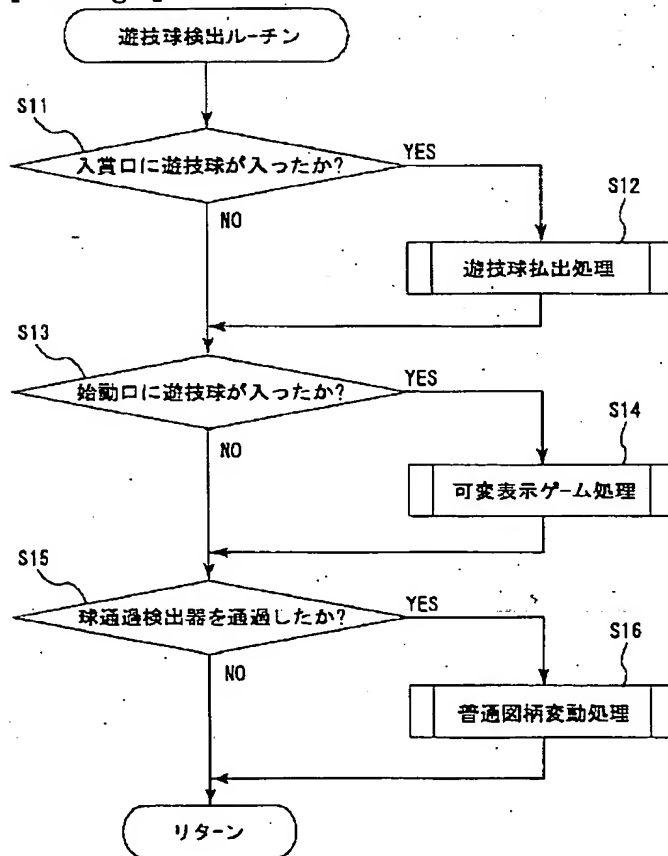 遊技球検出ルーチン
S11
入賞口に遊技球が入ったか?
YES
NO
S12
遊技球払出処理
S13
始動口に遊技球が入ったか?
YES
NO
S14
可変表示ゲーム処理
S15
球通過検出器を通過したか?
YES
NO
S16
普通図柄変動処理
リターン